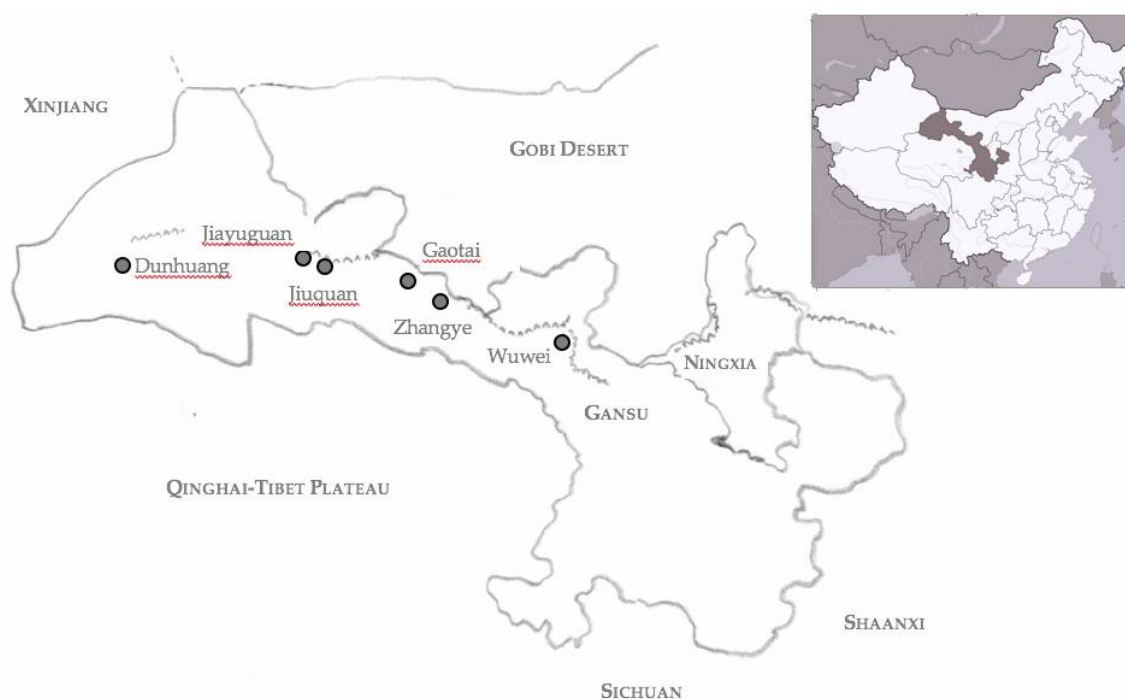 XINJIANG
GOBI DESERT
Jiayuguan
Gaotai
Dunhuang
Jiuquan
Zhangye
Wuwei
NINGXIA
GANSU
QINGHAI-TIBET PLATEAU
SHAANXI
SICHUAN